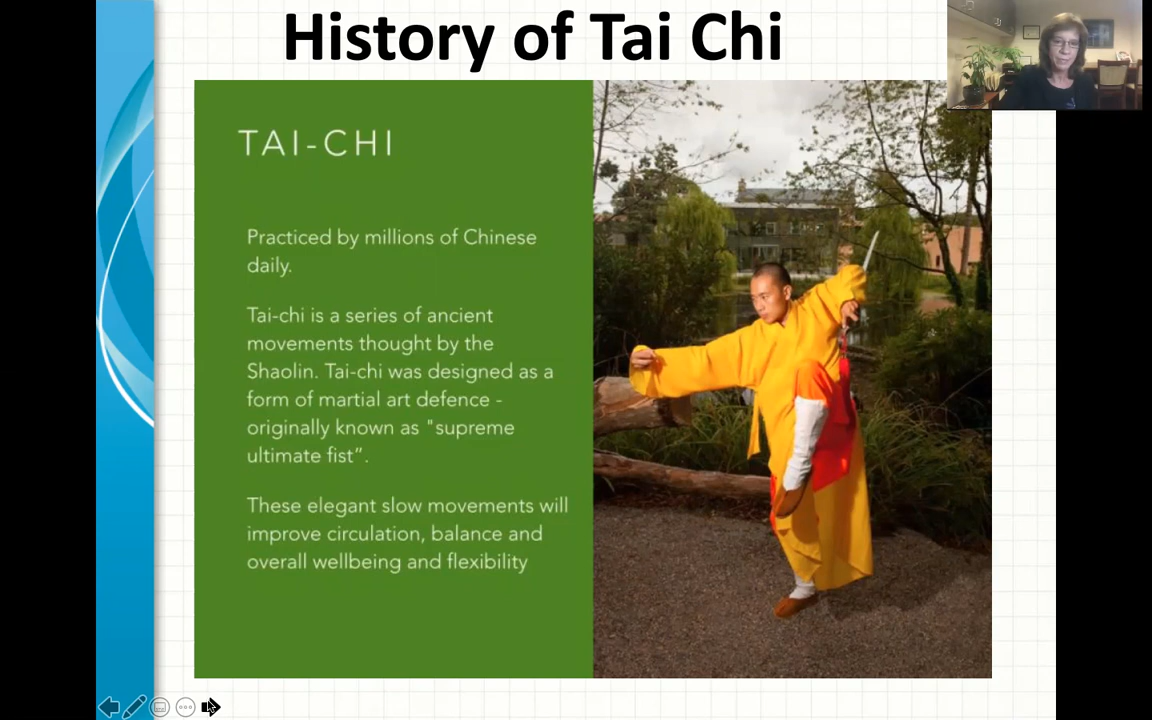 History of Tai Chi
TAI-CHI
Practiced by millions of Chinese
daily.
Tai-chi is a series of ancient
movements thought by the
Shaolin. Tai-chi was designed as a
form of martial art defence -
originally known as "supreme
ultimate fist”.
These elegant slow movements will
improve circulation, balance and
overall wellbeing and flexibility